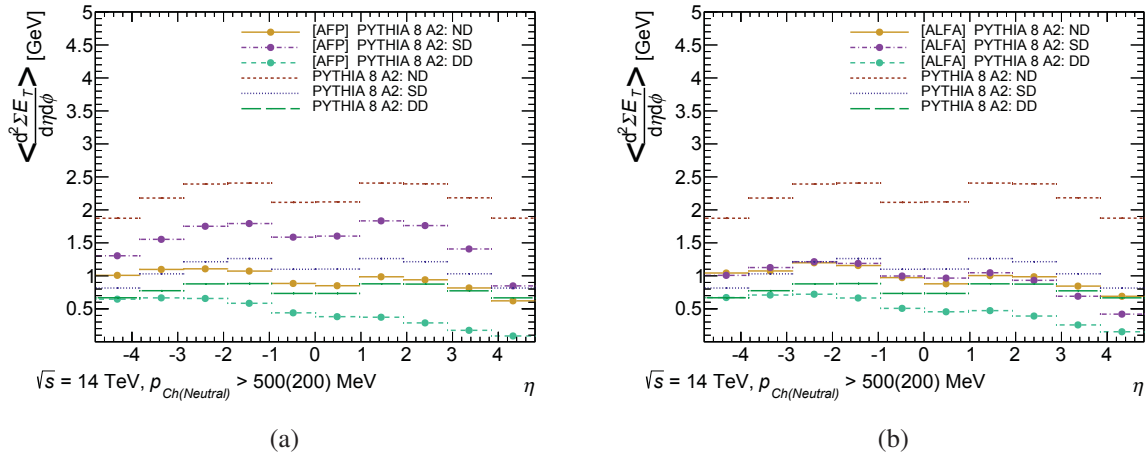 [AFP] PYTHIA 8 A2: ND
[AFP] PYTHIA 8 A2: SD
[AFP] PYTHIA 8 A2: DD
PYTHIA 8 A2: ND
PYTHIA 8 A2: SD
PYTHIA 8 A2: DD
<d²ΣE_T/dηdφ> [GeV]
5
4.5
4
3.5
3
2.5
2
1.5
1
0.5
-4 -3 -2 -1 0 1 2 3 4
√s = 14 TeV, p_Ch(Neutral) > 500(200) MeV η
(a)
[ALFA] PYTHIA 8 A2: ND
[ALFA] PYTHIA 8 A2: SD
[ALFA] PYTHIA 8 A2: DD
PYTHIA 8 A2: ND
PYTHIA 8 A2: SD
PYTHIA 8 A2: DD
<d²ΣE_T/dηdφ> [GeV]
5
4.5
4
3.5
3
2.5
2
1.5
1
0.5
-4 -3 -2 -1 0 1 2 3 4
√s = 14 TeV, p_Ch(Neutral) > 500(200) MeV η
(b)